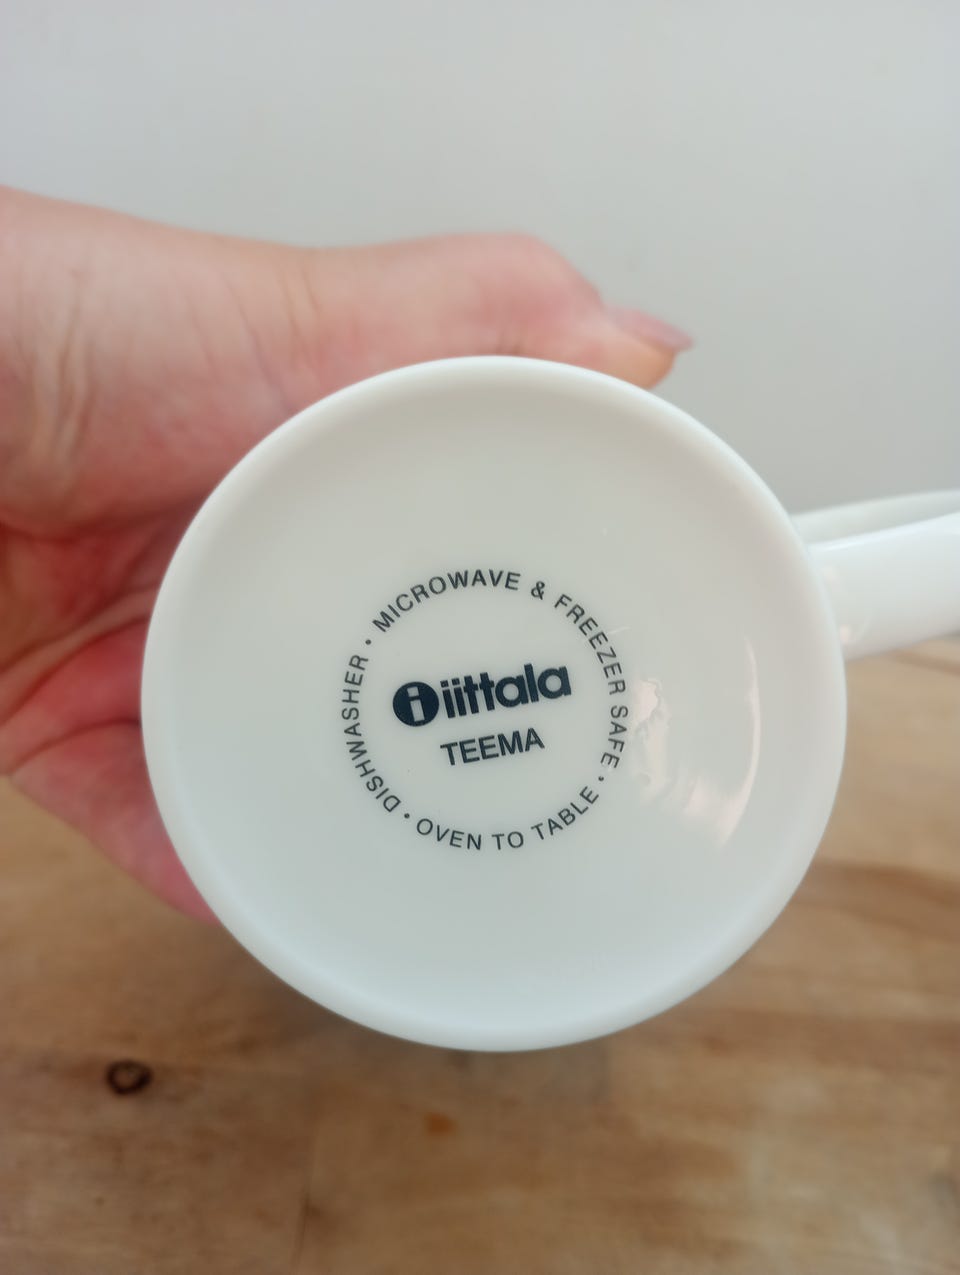 DISHWASHER • MICROWAVE & FREEZER SAFE • OVEN TO TABLE •
i iittala
TEEMA